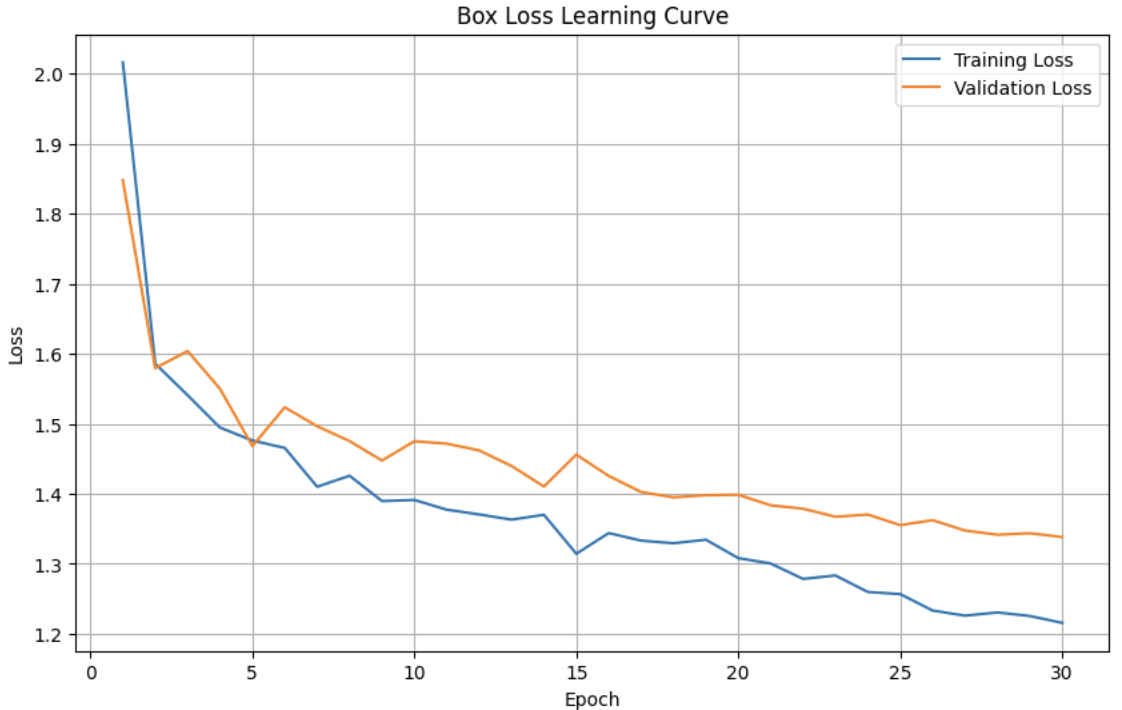 Box Loss Learning Curve
Training Loss
Validation Loss
2.0
1.9
1.8
1.7
1.6
1.5
1.4
1.3
1.2
Loss
0 5 10 15 20 25 30
Epoch